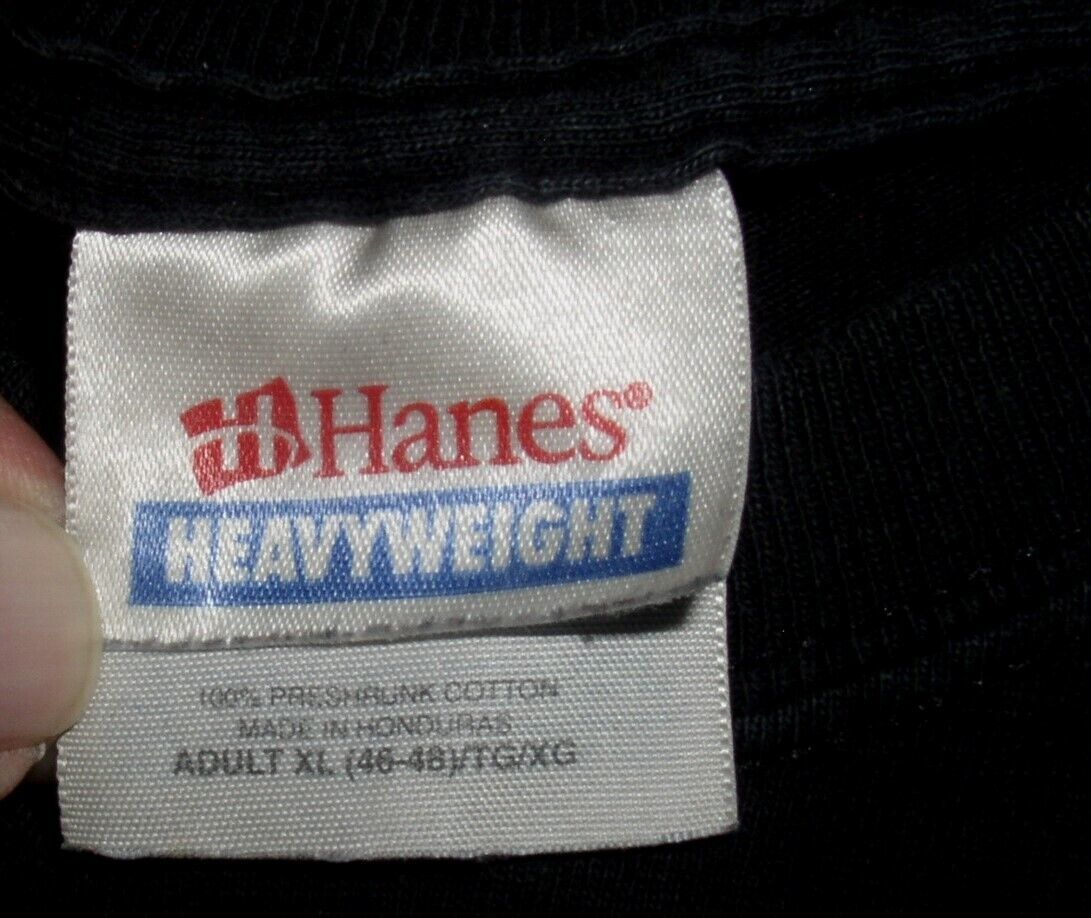 Hanes®
HEAVYWEIGHT
100% PRESHRUNK COTTON
MADE IN HONDURAS
ADULT XL (46-48)/TG/XG